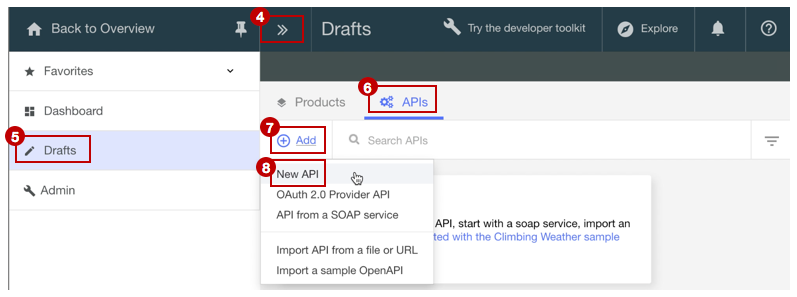 Back to Overview
4
Drafts
Try the developer toolkit
Explore
Favorites
Dashboard
5
Drafts
Admin
Products
6
APIs
7
Add
Search APIs
8
New API
OAuth 2.0 Provider API
API from a SOAP service
Import API from a file or URL
Import a sample OpenAPI
API, start with a soap service, import an
ted with the Climbing Weather sample